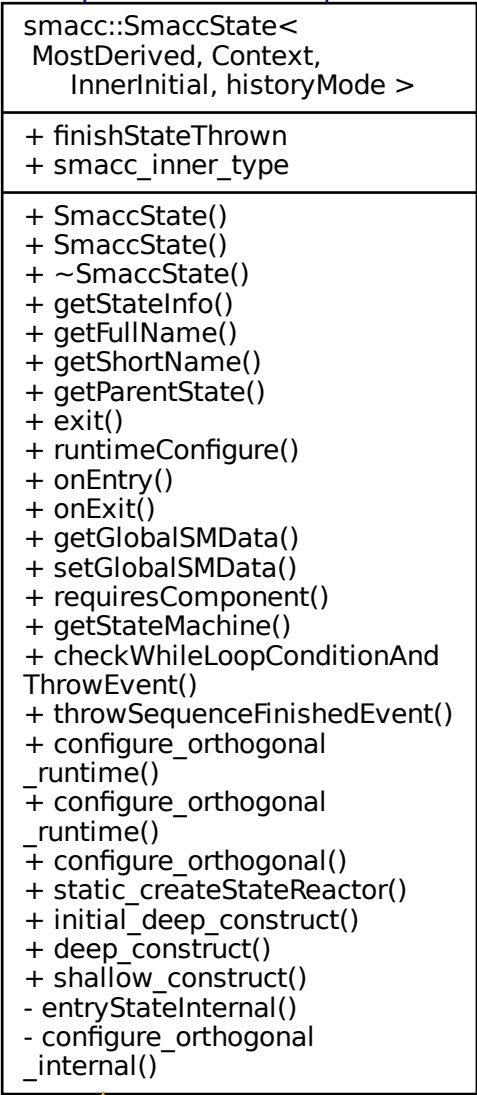 smacc::SmaccState<
MostDerived, Context,
InnerInitial, historyMode >
+ finishStateThrown
+ smacc_inner_type
+ SmaccState()
+ SmaccState()
+ ~SmaccState()
+ getStateInfo()
+ getFullName()
+ getShortName()
+ getParentState()
+ exit()
+ runtimeConfigure()
+ onEntry()
+ onExit()
+ getGlobalSMData()
+ setGlobalSMData()
+ requiresComponent()
+ getStateMachine()
+ checkWhileLoopConditionAnd
ThrowEvent()
+ throwSequenceFinishedEvent()
+ configure_orthogonal
_runtime()
+ configure_orthogonal
_runtime()
+ configure_orthogonal()
+ static_createStateReactor()
+ initial_deep_construct()
+ deep_construct()
+ shallow_construct()
- entryStateInternal()
- configure_orthogonal
_internal()